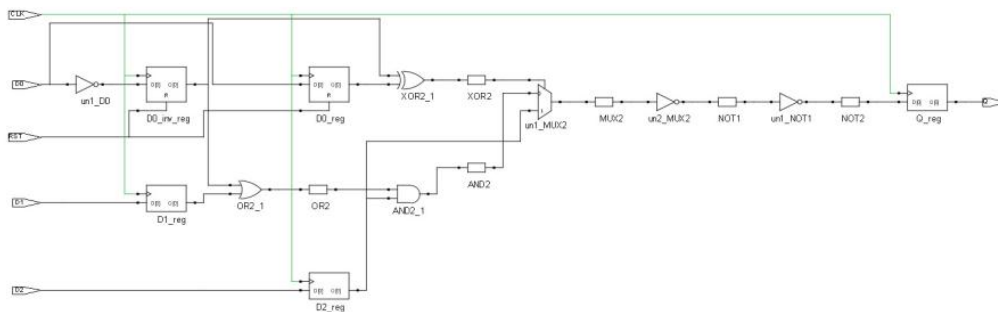 CLK
D0
un1_D0
D0_inv_reg
D0_reg
XOR2_1
XOR2
un1_MUX2
MUX2
un2_MUX2
NOT1
un1_NOT1
NOT2
Q_reg
RST
D1
D1_reg
OR2_1
OR2
AND2_1
AND2
D2
D2_reg